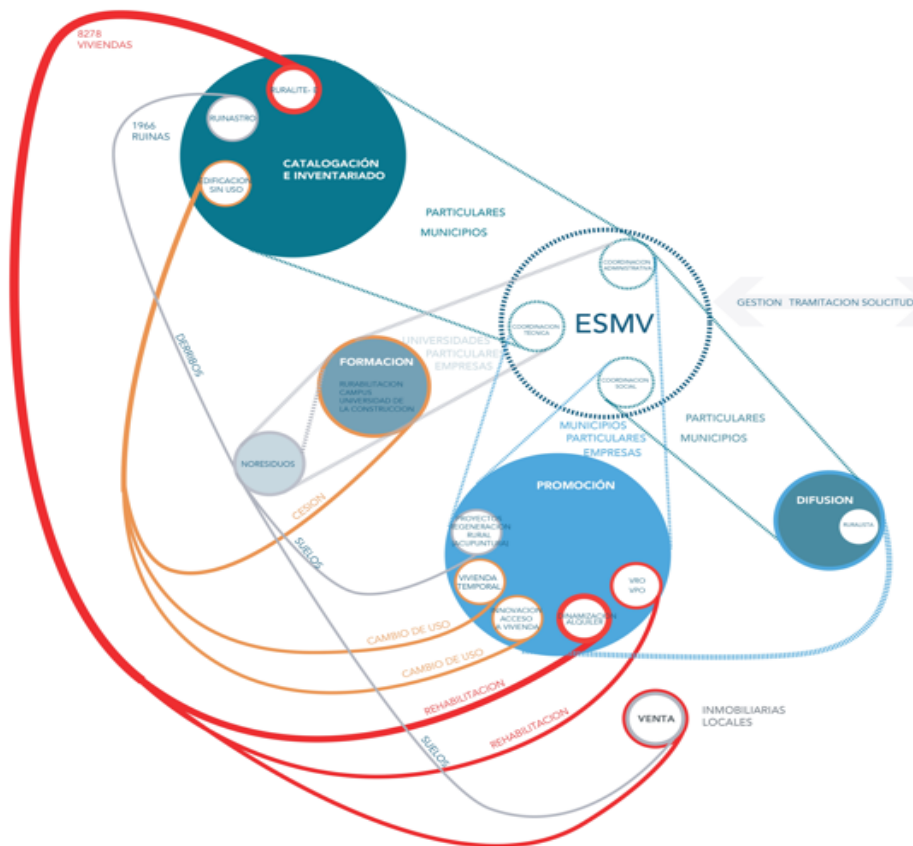 8278
VIVIENDAS
RURALITE- E
RUINASTRO
1966
RUINAS
CATALOGACIÓN
E INVENTARIADO
EDIFICACION
SIN USO
PARTICULARES
MUNICIPIOS
COORDINACION
ADMINISTRATIVA
GESTION TRAMITACION SOLICITUD
ESMV
COORDINACION
TECNICA
DERRIBOS
UNIVERSIDADES
PARTICULARES
EMPRESAS
FORMACION
RURABILITACION
CAMPUS
UNIVERSIDAD DE
LA CONSTRUCCION
COORDINACION
SOCIAL
PARTICULARES
MUNICIPIOS
MUNICIPIOS
PARTICULARES
EMPRESAS
NORESIDUOS
CESION
PROMOCIÓN
DIFUSION
RURALISTA
PROYECTOS
REGENERACION
RURAL
(ACUPUNTURA)
SUELOS
VIVIENDA
TEMPORAL
VRO
VPO
INNOVACION
ACCESO
A VIVIENDA
DINAMIZACION
ALQUILER
CAMBIO DE USO
CAMBIO DE USO
REHABILITACION
REHABILITACION
SUELOS
VENTA
INMOBILIARIAS
LOCALES